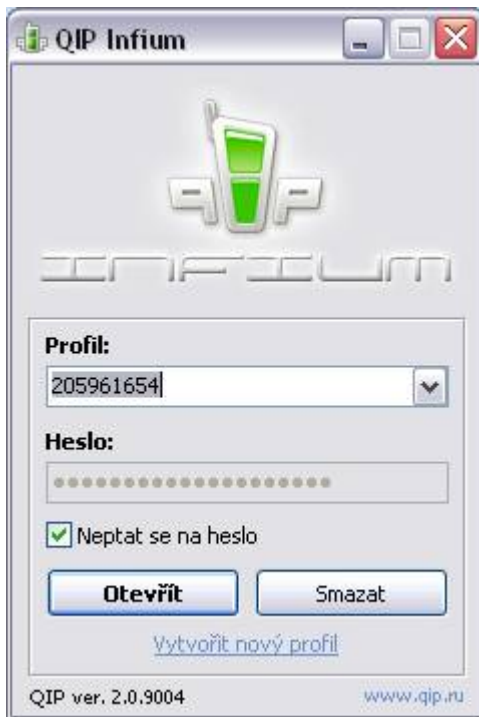 QIP Infium
qip
INFIUM
Profil:
205961654
Heslo:
••••••••••••••••••••
Neptat se na heslo
Otevřít
Smazat
Vytvořit nový profil
QIP ver. 2.0.9004
www.qip.ru